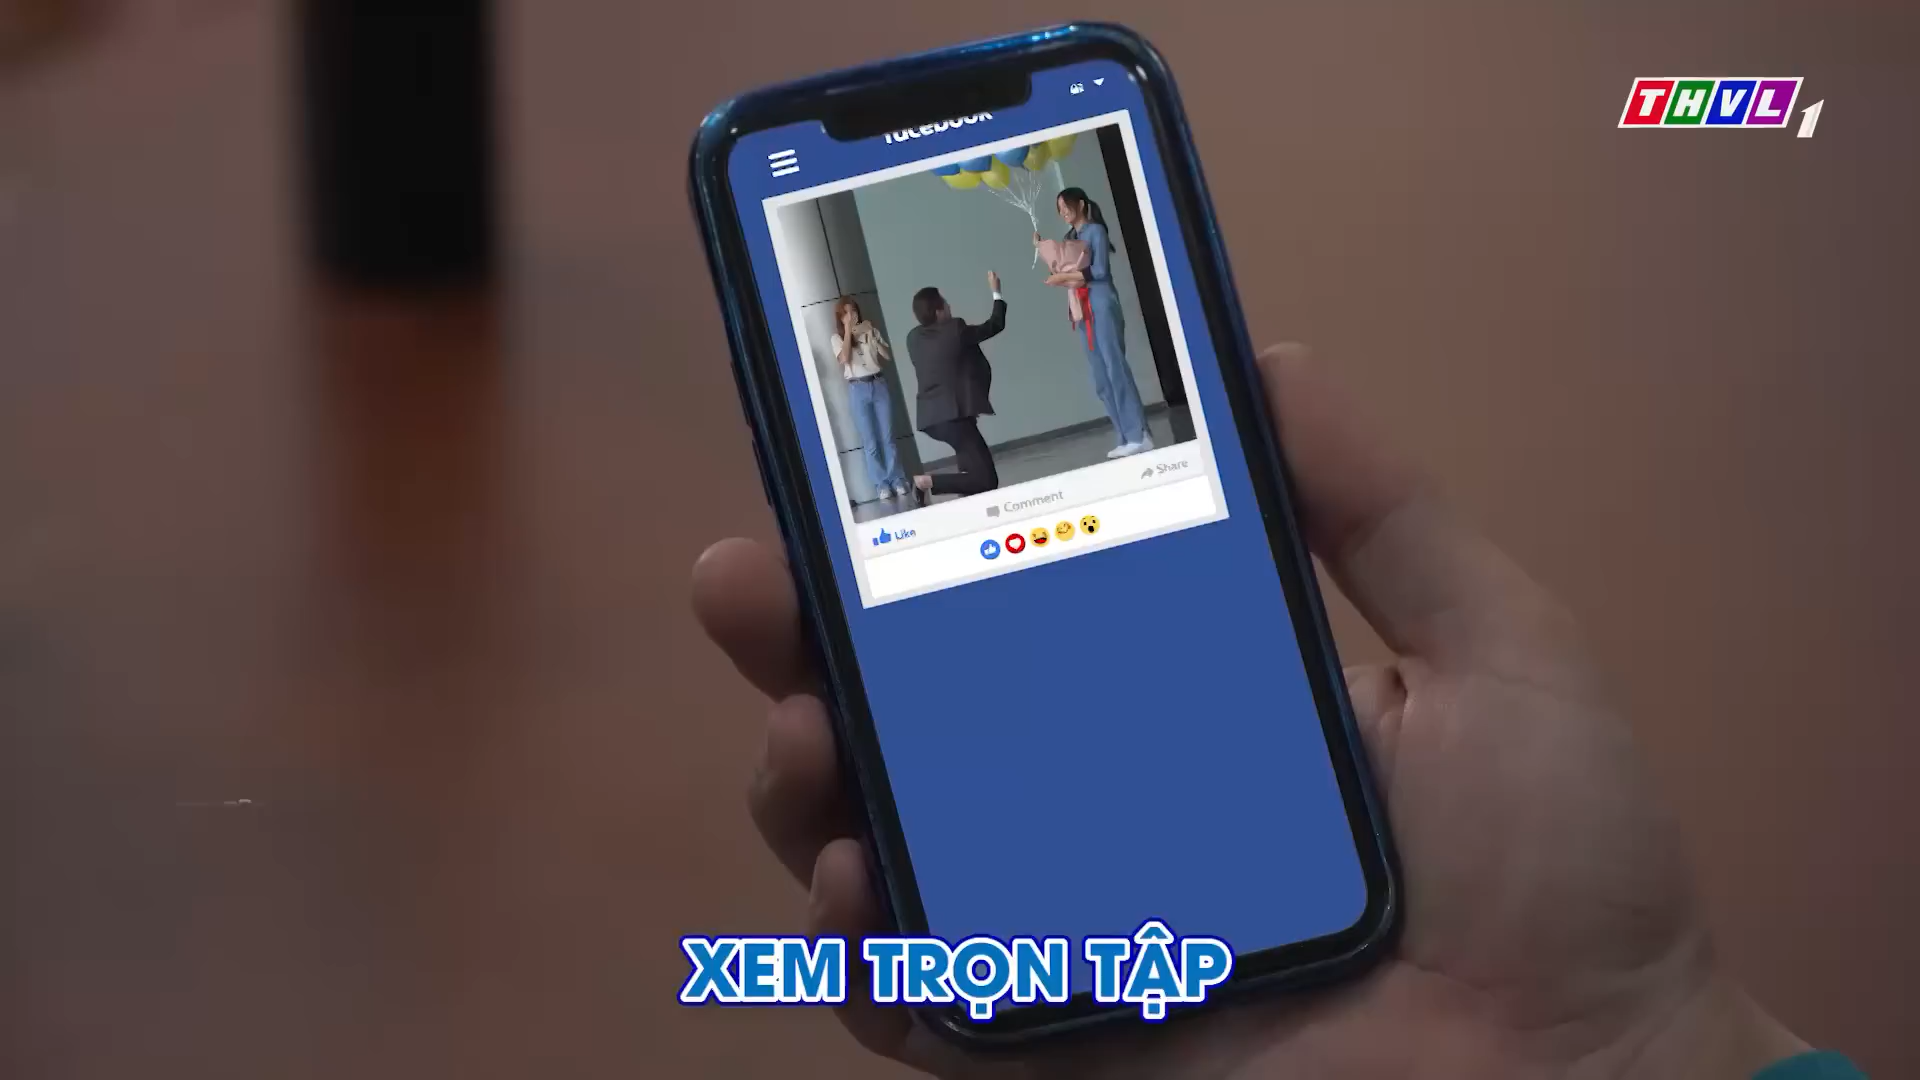 THVL1
facebook
Share
Comment
Like
XEM TRỌN TẬP